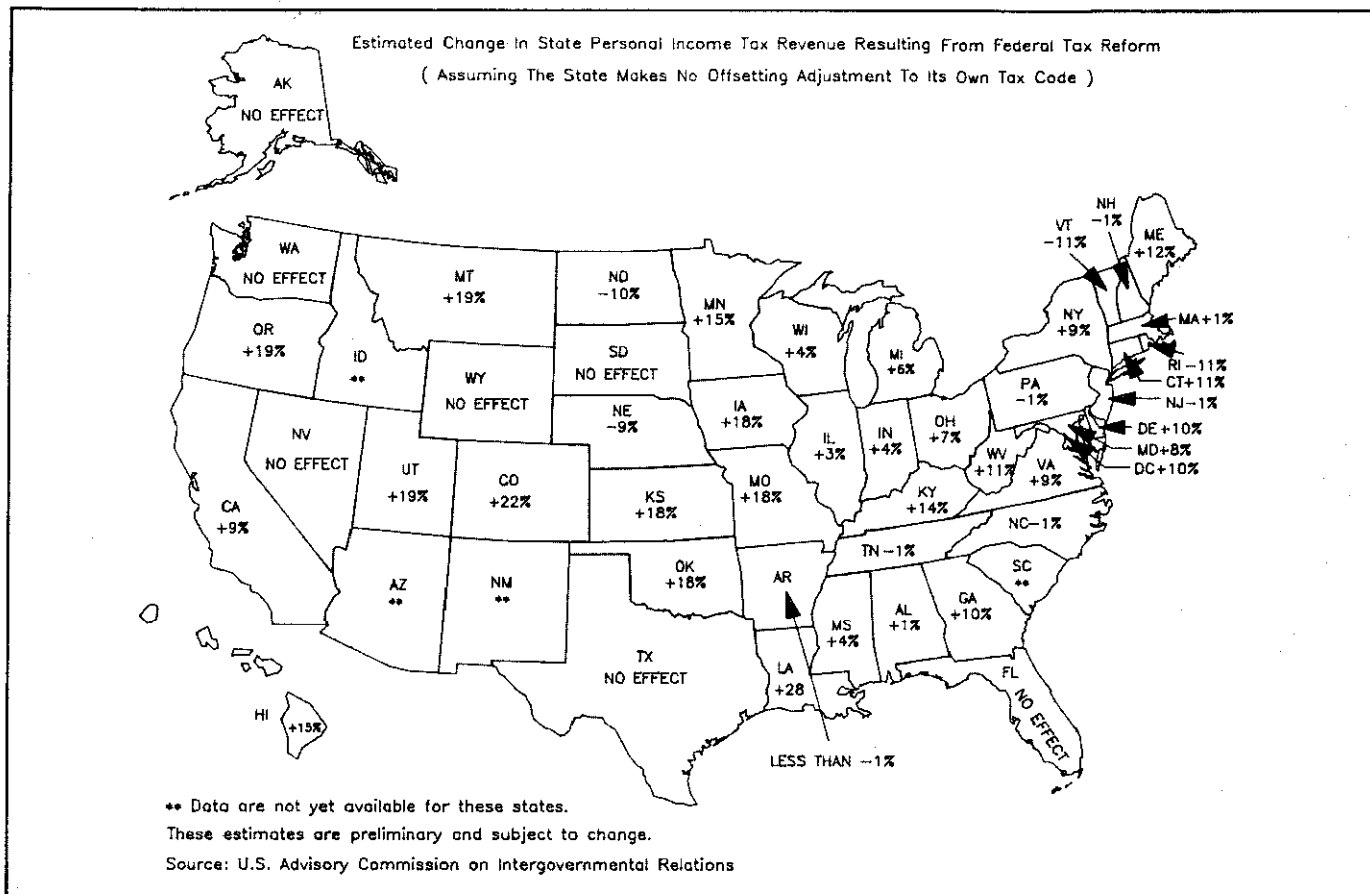 Estimated Change In State Personal Income Tax Revenue Resulting From Federal Tax Reform
( Assuming The State Makes No Offsetting Adjustment To Its Own Tax Code )
AK
NO EFFECT
WA
NO EFFECT
OR
+19%
ID
**
MT
+19%
ND
-10%
MN
+15%
WI
+4%
MI
+6%
VT
-11%
NH
-1%
ME
+12%
NY
+9%
MA+1%
RI-11%
CT+11%
NJ-1%
DE+10%
MD+8%
DC+10%
PA
-1%
SD
NO EFFECT
WY
NO EFFECT
NE
-9%
IA
+18%
IL
+3%
IN
+4%
OH
+7%
WV
+11%
VA
+9%
NV
NO EFFECT
UT
+19%
CO
+22%
KS
+18%
MO
+18%
KY
+14%
CA
+9%
NC-1%
TN-1%
SC
**
AZ
**
NM
**
OK
+18%
AR
MS
+4%
AL
+1%
GA
+10%
TX
NO EFFECT
LA
+28
FL
NO EFFECT
HI
+15%
LESS THAN -1%
** Data are not yet available for these states.
These estimates are preliminary and subject to change.
Source: U.S. Advisory Commission on Intergovernmental Relations